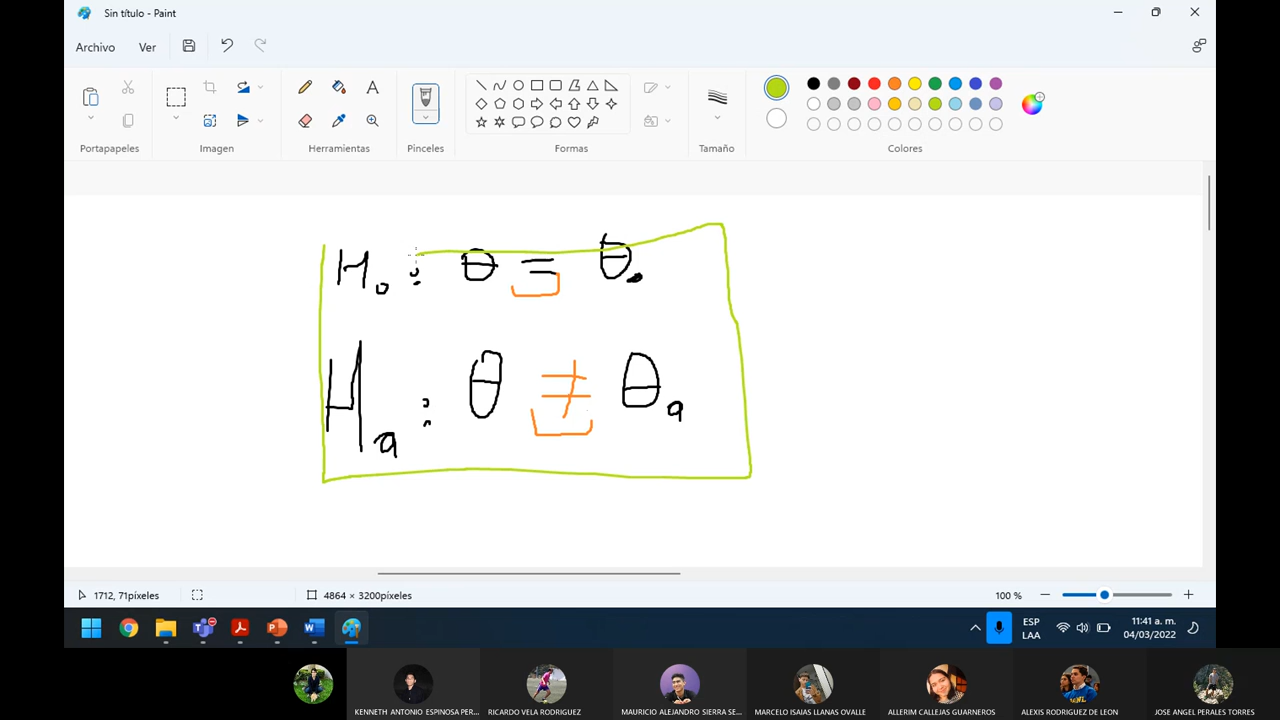 Sin título - Paint
Archivo Ver
Portapapeles Imagen Herramientas Pinceles Formas Tamaño Colores
H₀ : θ = θ₀
Hₐ : θ ≠ θₐ
1712, 71píxeles 4864 × 3200píxeles 100 %
ESP
LAA
11:41 a. m.
04/03/2022
KENNETH ANTONIO ESPINOSA PER... RICARDO VELA RODRIGUEZ MAURICIO ALEJANDRO SIERRA SE... MARCELO ISAIAS LLANAS OVALLE ALLERIM CALLEJAS GUARNEROS ALEXIS RODRIGUEZ DE LEON JOSE ANGEL PERALES TORRES